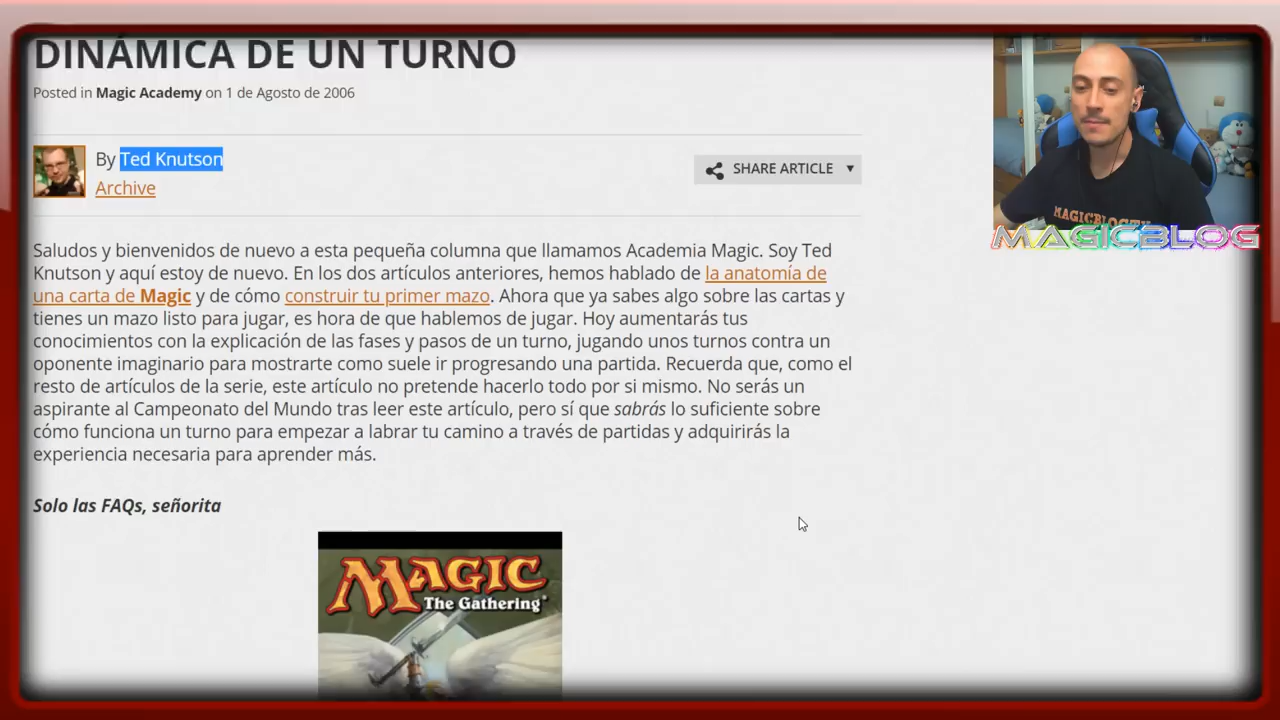 DINÁMICA DE UN TURNO
Posted in Magic Academy on 1 de Agosto de 2006
By Ted Knutson
Archive
SHARE ARTICLE
Saludos y bienvenidos de nuevo a esta pequeña columna que llamamos Academia Magic. Soy Ted
Knutson y aquí estoy de nuevo. En los dos artículos anteriores, hemos hablado de la anatomía de
una carta de Magic y de cómo construir tu primer mazo. Ahora que ya sabes algo sobre las cartas y
tienes un mazo listo para jugar, es hora de que hablemos de jugar. Hoy aumentarás tus
conocimientos con la explicación de las fases y pasos de un turno, jugando unos turnos contra un
oponente imaginario para mostrarte como suele ir progresando una partida. Recuerda que, como el
resto de artículos de la serie, este artículo no pretende hacerlo todo por si mismo. No serás un
aspirante al Campeonato del Mundo tras leer este artículo, pero sí que sabrás lo suficiente sobre
cómo funciona un turno para empezar a labrar tu camino a través de partidas y adquirirás la
experiencia necesaria para aprender más.
Solo las FAQs, señorita
MAGIC
The Gathering®
MAGICBLOG